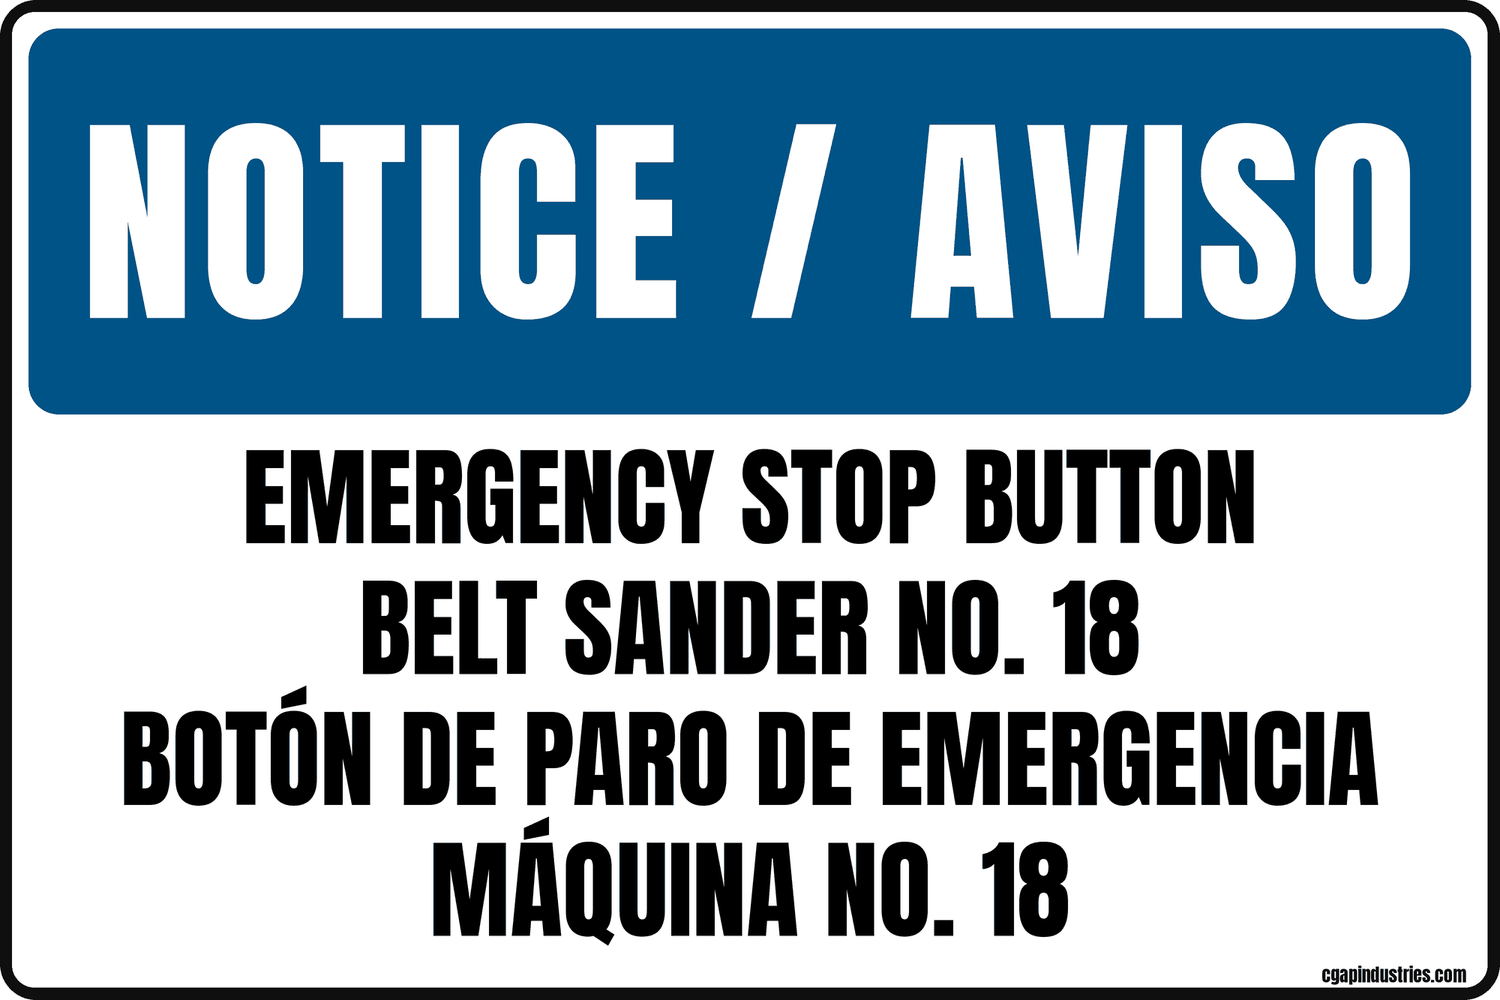 NOTICE / AVISO
EMERGENCY STOP BUTTON
BELT SANDER NO. 18
BOTÓN DE PARO DE EMERGENCIA
MÁQUINA NO. 18
cgapindustries.com